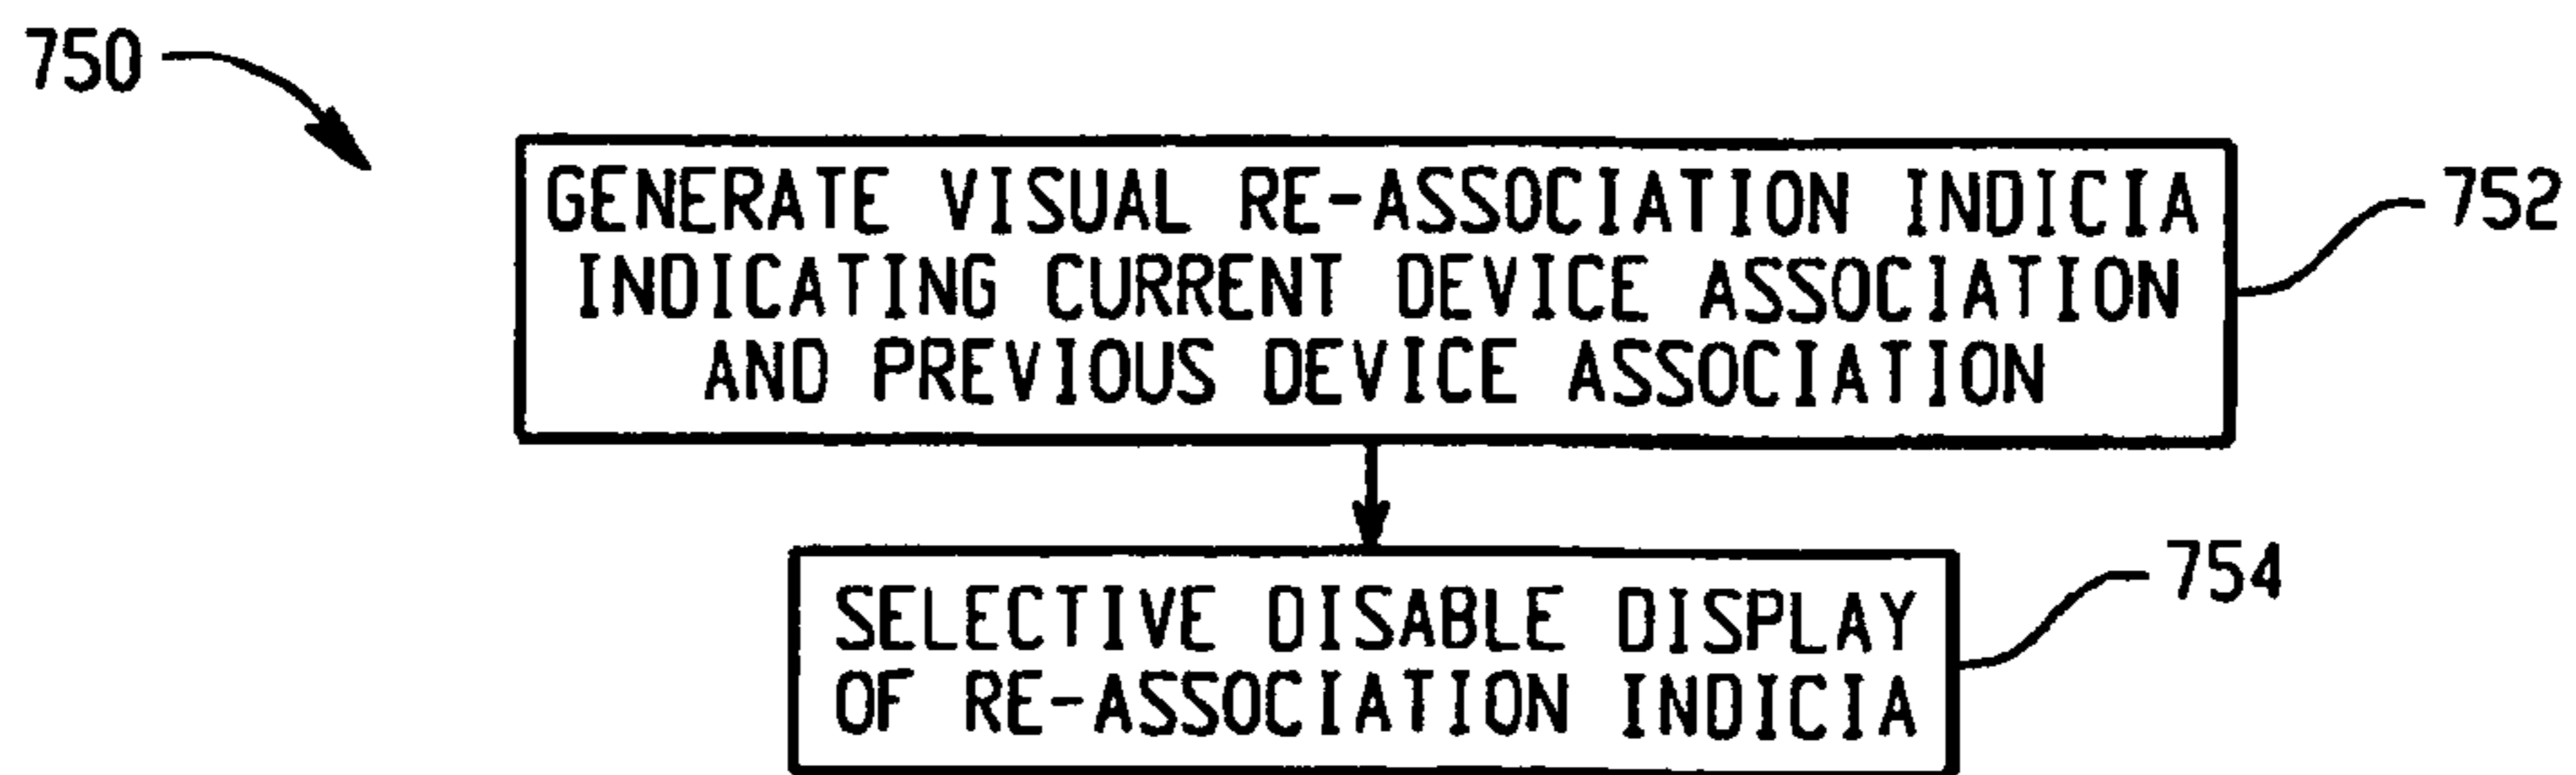 750
GENERATE VISUAL RE-ASSOCIATION INDICIA
INDICATING CURRENT DEVICE ASSOCIATION
AND PREVIOUS DEVICE ASSOCIATION
752
SELECTIVE DISABLE DISPLAY
OF RE-ASSOCIATION INDICIA
754